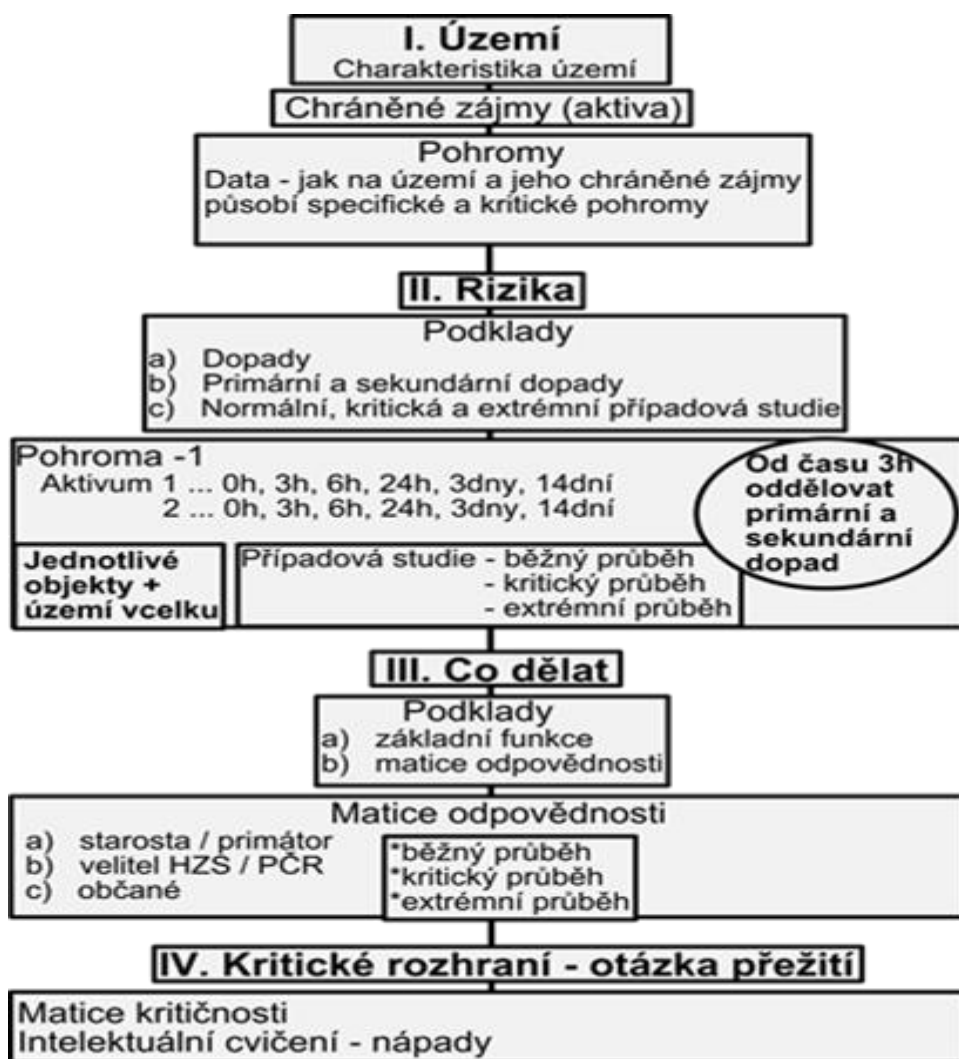 I. Území
Charakteristika území
Chráněné zájmy (aktiva)
Pohromy
Data - jak na území a jeho chráněné zájmy
působí specifické a kritické pohromy
II. Rizika
Podklady
a) Dopady
b) Primární a sekundární dopady
c) Normální, kritická a extrémní případová studie
Pohroma -1
Aktivum 1 ... 0h, 3h, 6h, 24h, 3dny, 14dní
2 ... 0h, 3h, 6h, 24h, 3dny, 14dní
Od času 3h
oddělovat
primární a
sekundární
dopad
Jednotlivé
objekty +
území vcelku
Případová studie - běžný průběh
- kritický průběh
- extrémní průběh
III. Co dělat
Podklady
a) základní funkce
b) matice odpovědnosti
Matice odpovědnosti
a) starosta / primátor
b) velitel HZS / PČR
c) občané
*běžný průběh
*kritický průběh
*extrémní průběh
IV. Kritické rozhraní - otázka přežití
Matice kritičnosti
Intelektuální cvičení - nápady